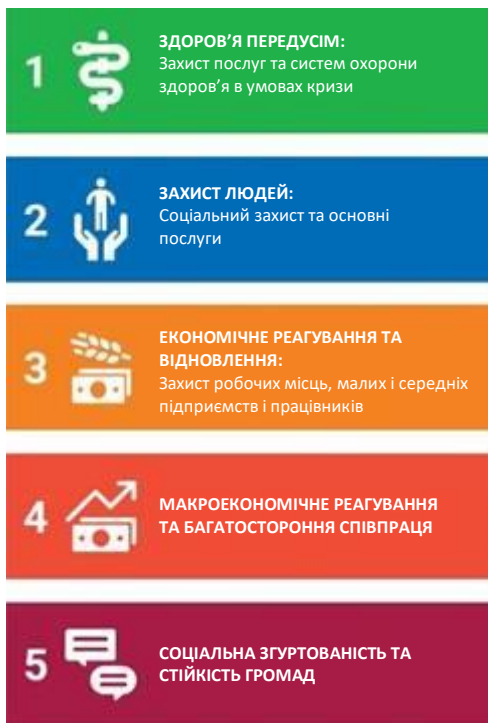 1
ЗДОРОВ’Я ПЕРЕДУСІМ:
Захист послуг та систем охорони
здоров’я в умовах кризи
2
ЗАХИСТ ЛЮДЕЙ:
Соціальний захист та основні
послуги
3
ЕКОНОМІЧНЕ РЕАГУВАННЯ ТА
ВІДНОВЛЕННЯ:
Захист робочих місць, малих і середніх
підприємств і працівників
4
МАКРОЕКОНОМІЧНЕ РЕАГУВАННЯ
ТА БАГАТОСТОРОННЯ СПІВПРАЦЯ
5
СОЦІАЛЬНА ЗГУРТОВАНІСТЬ ТА
СТІЙКІСТЬ ГРОМАД